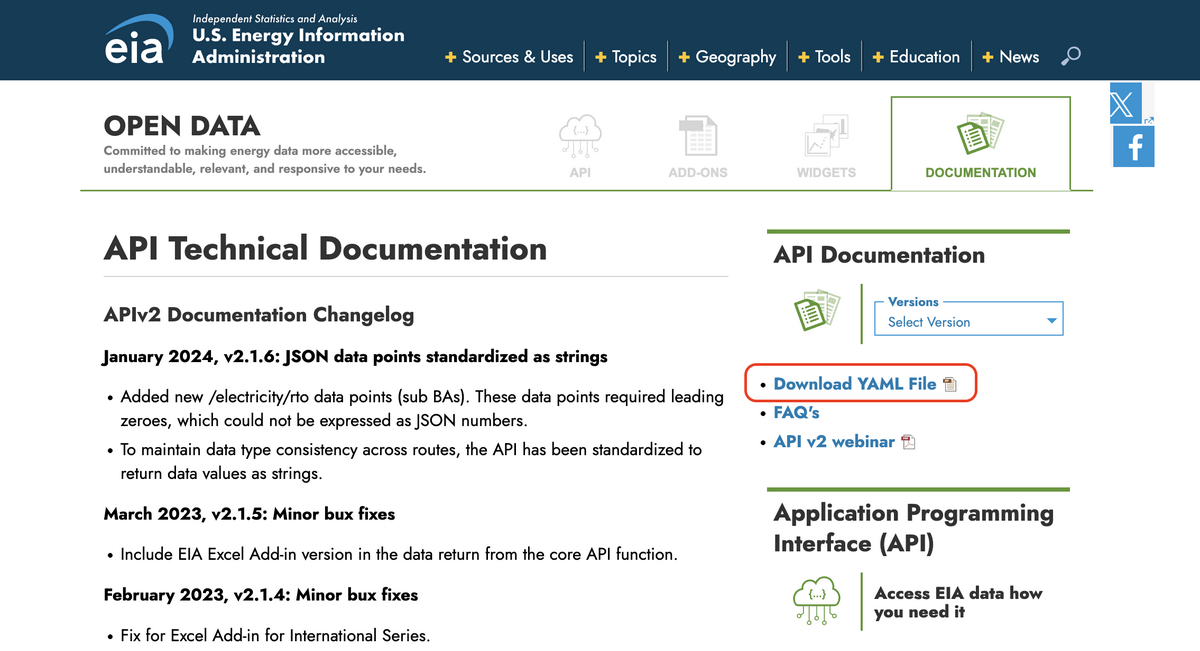 eia
Independent Statistics and Analysis
U.S. Energy Information
Administration
+ Sources & Uses
+ Topics
+ Geography
+ Tools
+ Education
+ News
OPEN DATA
Committed to making energy data more accessible,
understandable, relevant, and responsive to your needs.
{...}
API
ADD-ONS
WIDGETS
DOCUMENTATION
X
f
API Technical Documentation
APIv2 Documentation Changelog
January 2024, v2.1.6: JSON data points standardized as strings
• Added new /electricity/rto data points (sub BAs). These data points required leading
zeroes, which could not be expressed as JSON numbers.
• To maintain data type consistency across routes, the API has been standardized to
return data values as strings.
March 2023, v2.1.5: Minor bux fixes
• Include EIA Excel Add-in version in the data return from the core API function.
February 2023, v2.1.4: Minor bux fixes
• Fix for Excel Add-in for International Series.
API Documentation
Versions
Select Version
• Download YAML File
• FAQ's
• API v2 webinar
Application Programming
Interface (API)
{...}
Access EIA data how
you need it